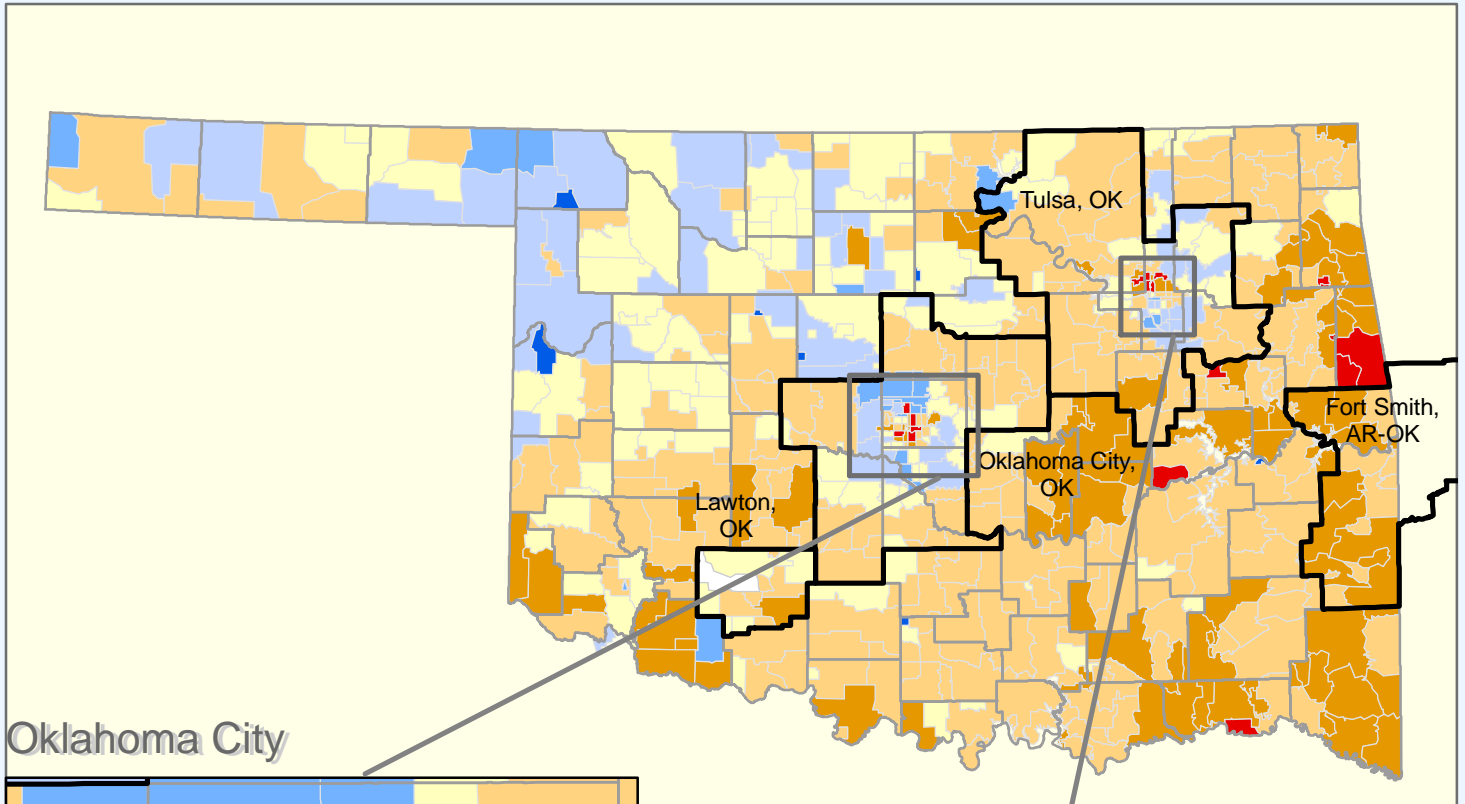 Tulsa, OK
Fort Smith,
AR-OK
Oklahoma City,
OK
Lawton,
OK
Oklahoma City